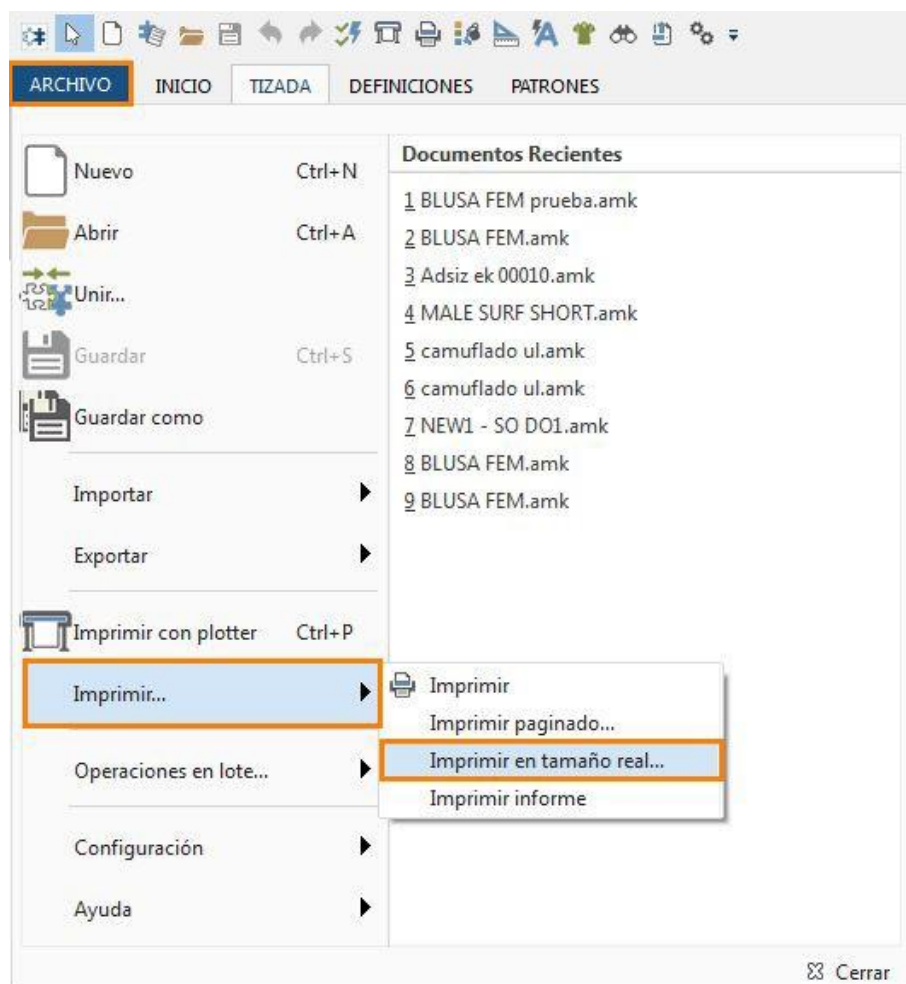 ARCHIVO INICIO TIZADA DEFINICIONES PATRONES
Nuevo Ctrl+N
Abrir Ctrl+A
Unir...
Guardar Ctrl+S
Guardar como
Importar
Exportar
Imprimir con plotter Ctrl+P
Imprimir...
Operaciones en lote...
Configuración
Ayuda
Documentos Recientes
1 BLUSA FEM prueba.amk
2 BLUSA FEM.amk
3 Adsiz ek 00010.amk
4 MALE SURF SHORT.amk
5 camuflado ul.amk
6 camuflado ul.amk
7 NEW1 - SO DO1.amk
8 BLUSA FEM.amk
9 BLUSA FEM.amk
Imprimir
Imprimir paginado...
Imprimir en tamaño real...
Imprimir informe
Cerrar